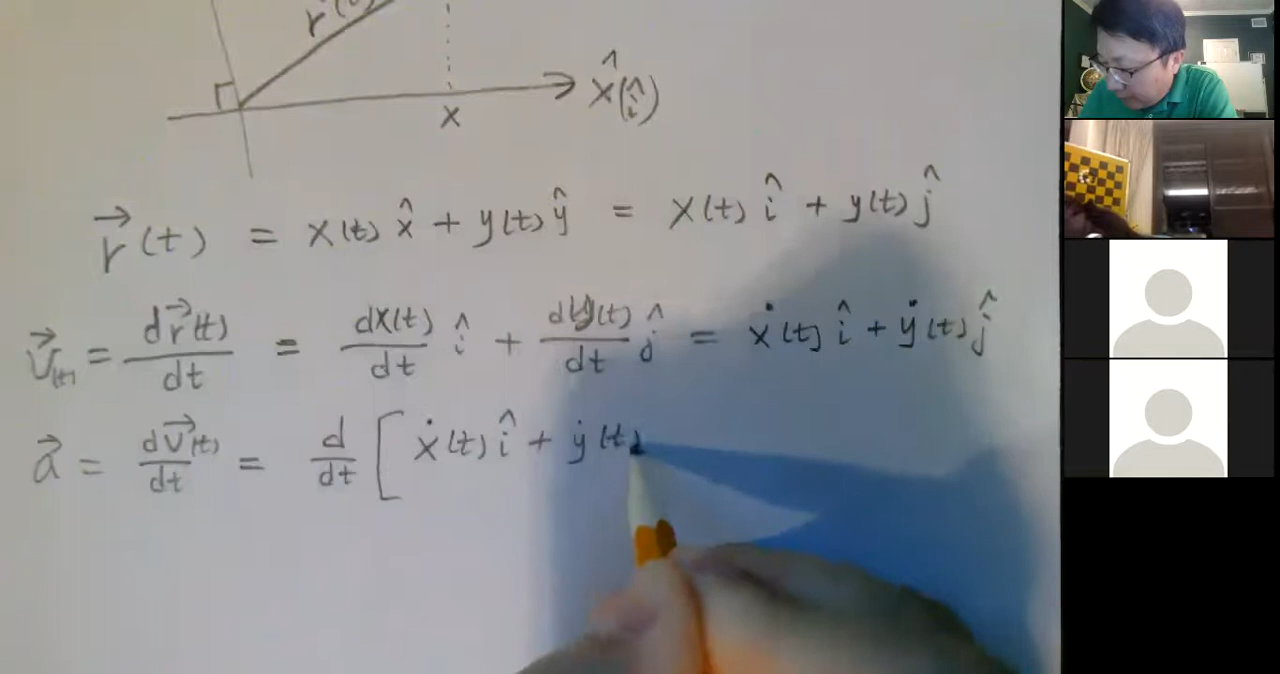 r(t)
x̂(î)
x
r⃗(t) = x(t) x̂ + y(t) ŷ = x(t) î + y(t) ĵ
v⃗(t) = dr⃗(t)/dt = dx(t)/dt î + dy(t)/dt ĵ = ẋ(t) î + ẏ(t) ĵ
a⃗ = dv⃗(t)/dt = d/dt [ ẋ(t) î + ẏ(t)